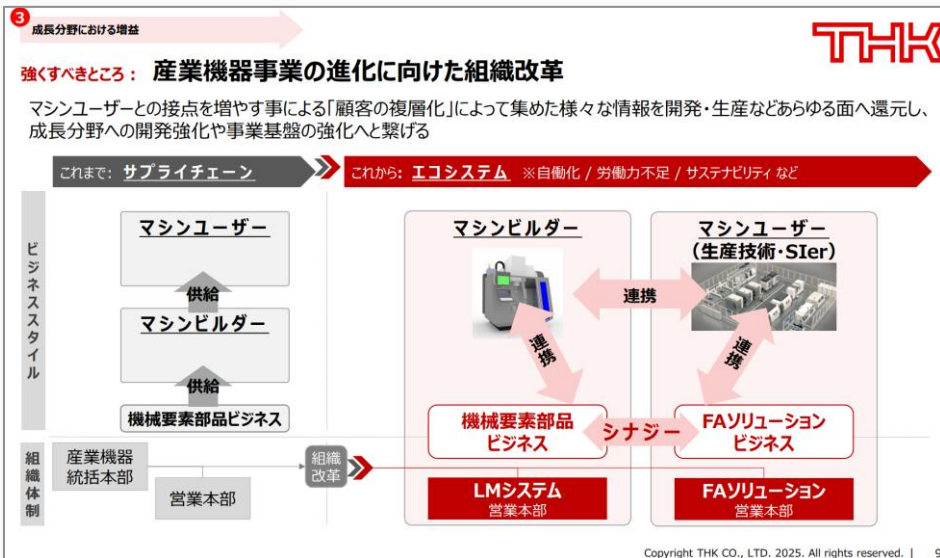 3
成長分野における増益
THK
強くすべきところ： 産業機器事業の進化に向けた組織改革
マシンユーザーとの接点を増やす事による「顧客の複層化」によって集めた様々な情報を開発・生産などあらゆる面へ還元し、
成長分野への開発強化や事業基盤の強化へと繋げる
これまで: サプライチェーン
これから: エコシステム ※自働化 / 労働力不足 / サステナビリティ など
ビジネススタイル
マシンユーザー
供給
マシンビルダー
供給
機械要素部品ビジネス
マシンビルダー
マシンユーザー
（生産技術・SIer）
連携
連携
連携
機械要素部品
ビジネス
シナジー
FAソリューション
ビジネス
組織体制
産業機器
統括本部
営業本部
組織
改革
LMシステム
営業本部
FAソリューション
営業本部
Copyright THK CO., LTD. 2025. All rights reserved. | 9